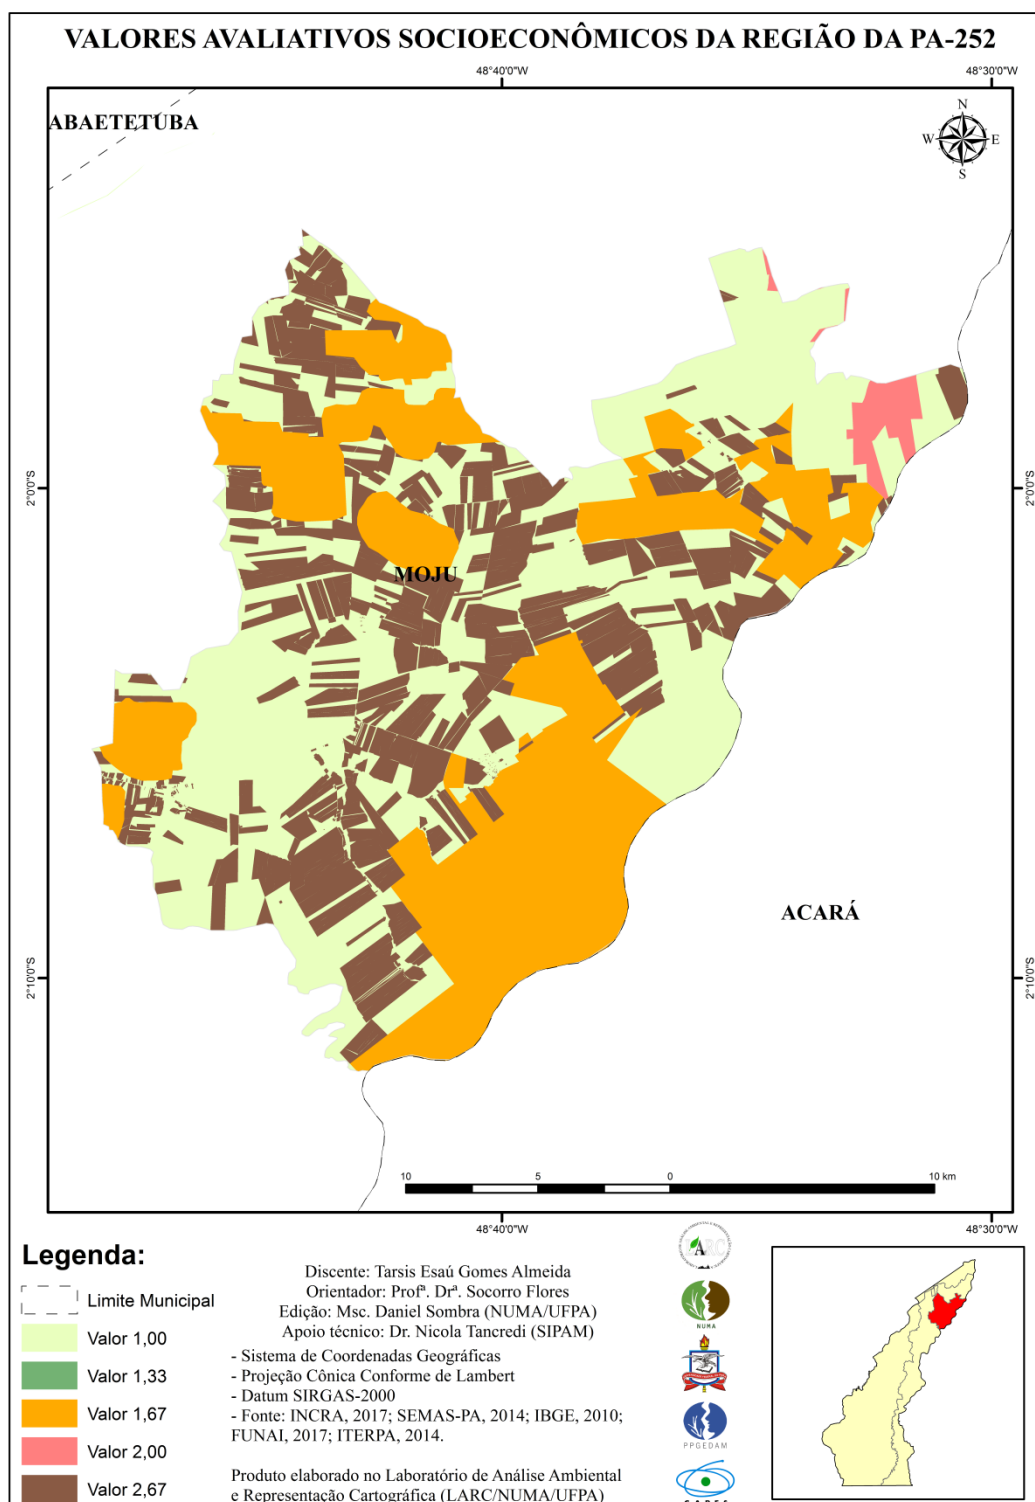 VALORES AVALIATIVOS SOCIOECONÔMICOS DA REGIÃO DA PA-252
48°40'0"W
48°30'0"W
ABAETETUBA
N
W
E
S
2°0'0"S
2°0'0"S
MOJU
ACARÁ
2°10'0"S
2°10'0"S
10
5
0
10 km
48°40'0"W
48°30'0"W
Legenda:
Limite Municipal
Valor 1,00
Valor 1,33
Valor 1,67
Valor 2,00
Valor 2,67
Discente: Tarsis Esaú Gomes Almeida
Orientador: Profª. Drª. Socorro Flores
Edição: Msc. Daniel Sombra (NUMA/UFPA)
Apoio técnico: Dr. Nicola Tancredi (SIPAM)
- Sistema de Coordenadas Geográficas
- Projeção Cônica Conforme de Lambert
- Datum SIRGAS-2000
- Fonte: INCRA, 2017; SEMAS-PA, 2014; IBGE, 2010;
FUNAI, 2017; ITERPA, 2014.
Produto elaborado no Laboratório de Análise Ambiental
e Representação Cartográfica (LARC/NUMA/UFPA)
LARC
NUMA
PPGEDAM
CAPES